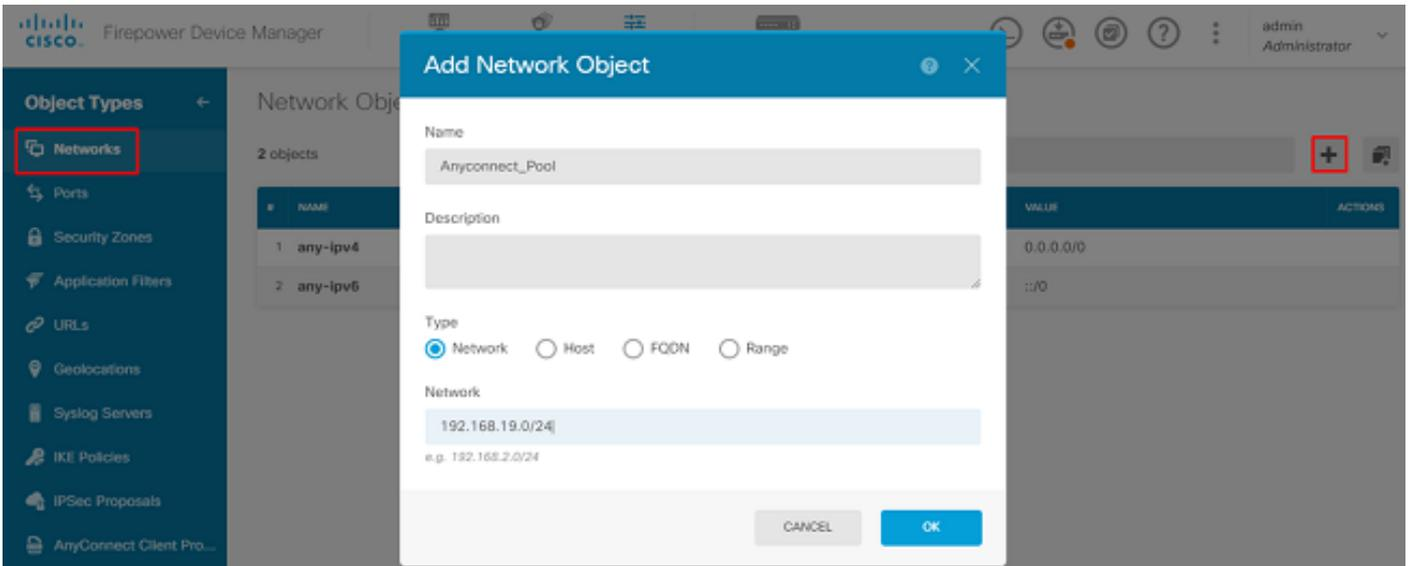 CISCO. Firepower Device Manager
admin
Administrator
Object Types
Networks
Ports
Security Zones
Application Filters
URLs
Geolocations
Syslog Servers
IKE Policies
IPSec Proposals
AnyConnect Client Pro...
Network Obje
2 objects
# NAME VALUE ACTIONS
1 any-ipv4 0.0.0.0/0
2 any-ipv6 ::/0
Add Network Object
Name
Anyconnect_Pool
Description
Type
Network Host FQDN Range
Network
192.168.19.0/24
e.g. 192.168.2.0/24
CANCEL OK